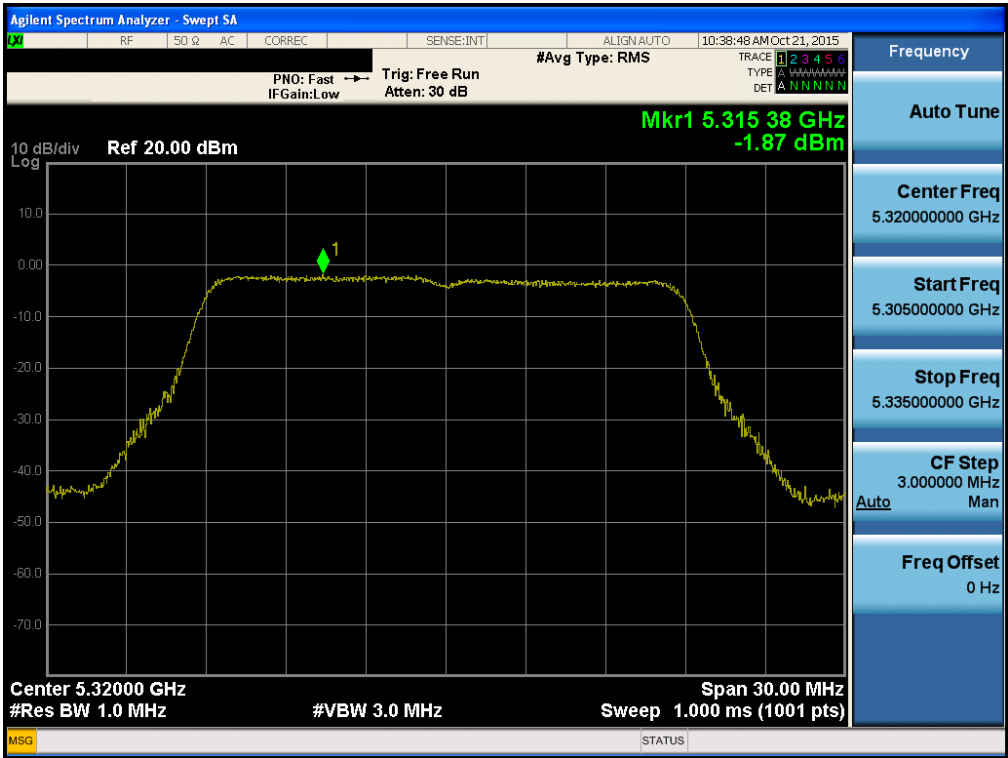 Agilent Spectrum Analyzer - Swept SA
LXI RF 50 Ω AC CORREC SENSE:INT ALIGN AUTO 10:38:48 AM Oct 21, 2015
#Avg Type: RMS
TRACE 1 2 3 4 5 6
TYPE A
DET A N N N N N
PNO: Fast
IFGain:Low
Trig: Free Run
Atten: 30 dB
Mkr1 5.315 38 GHz
-1.87 dBm
10 dB/div Ref 20.00 dBm
Log
10.0
0.00
-10.0
-20.0
-30.0
-40.0
-50.0
-60.0
-70.0
1
Center 5.32000 GHz Span 30.00 MHz
#Res BW 1.0 MHz #VBW 3.0 MHz Sweep 1.000 ms (1001 pts)
MSG STATUS
Frequency
Auto Tune
Center Freq
5.320000000 GHz
Start Freq
5.305000000 GHz
Stop Freq
5.335000000 GHz
CF Step
3.000000 MHz
Auto Man
Freq Offset
0 Hz